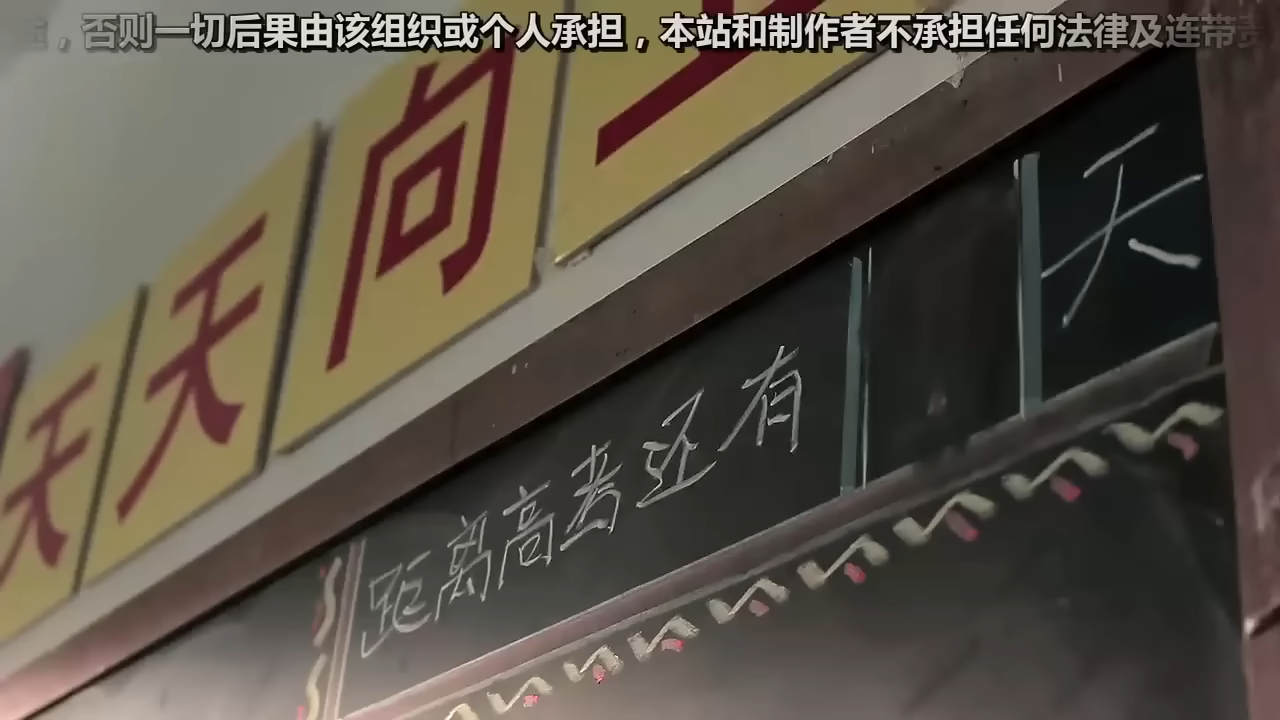 ，否则一切后果由该组织或个人承担，本站和制作者不承担任何法律及连带
天天向上
距离高考还有 天